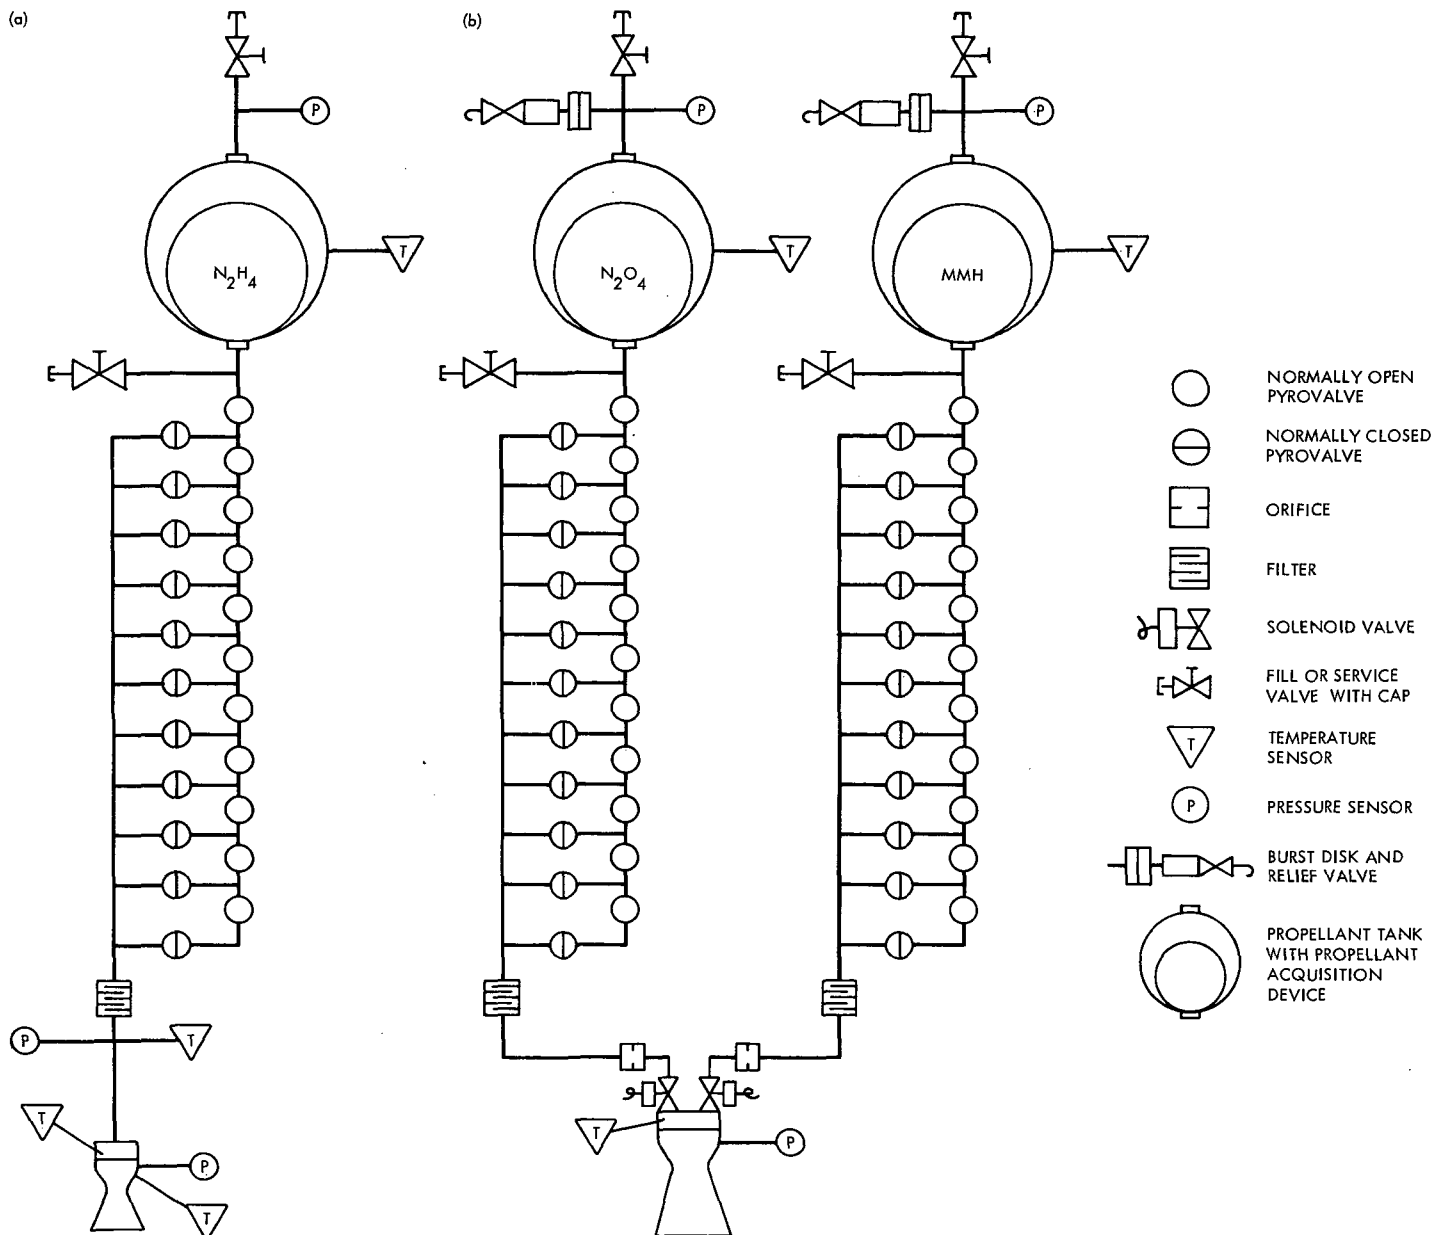 (a)
(b)
P
P
P
T
T
T
N2H4
N2O4
MMH
P
T
T
P
T
T
P
NORMALLY OPEN
PYROVALVE
NORMALLY CLOSED
PYROVALVE
ORIFICE
FILTER
SOLENOID VALVE
FILL OR SERVICE
VALVE WITH CAP
T
TEMPERATURE
SENSOR
P
PRESSURE SENSOR
BURST DISK AND
RELIEF VALVE
PROPELLANT TANK
WITH PROPELLANT
ACQUISITION
DEVICE